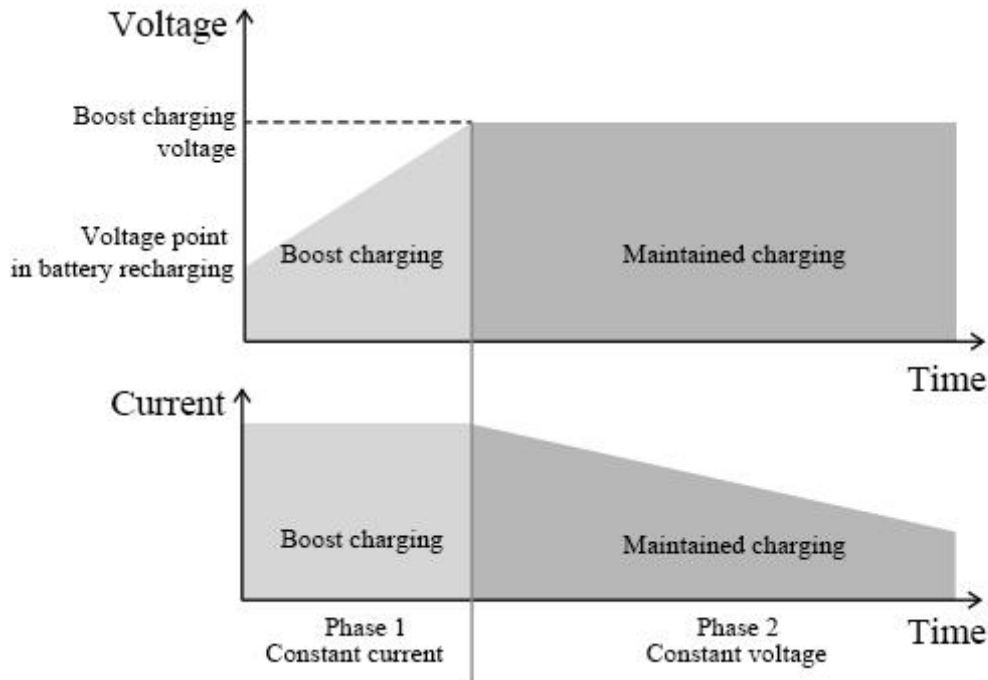 Voltage
Boost charging
voltage
Voltage point
in battery recharging
Boost charging
Maintained charging
Time
Current
Boost charging
Maintained charging
Time
Phase 1
Constant current
Phase 2
Constant voltage